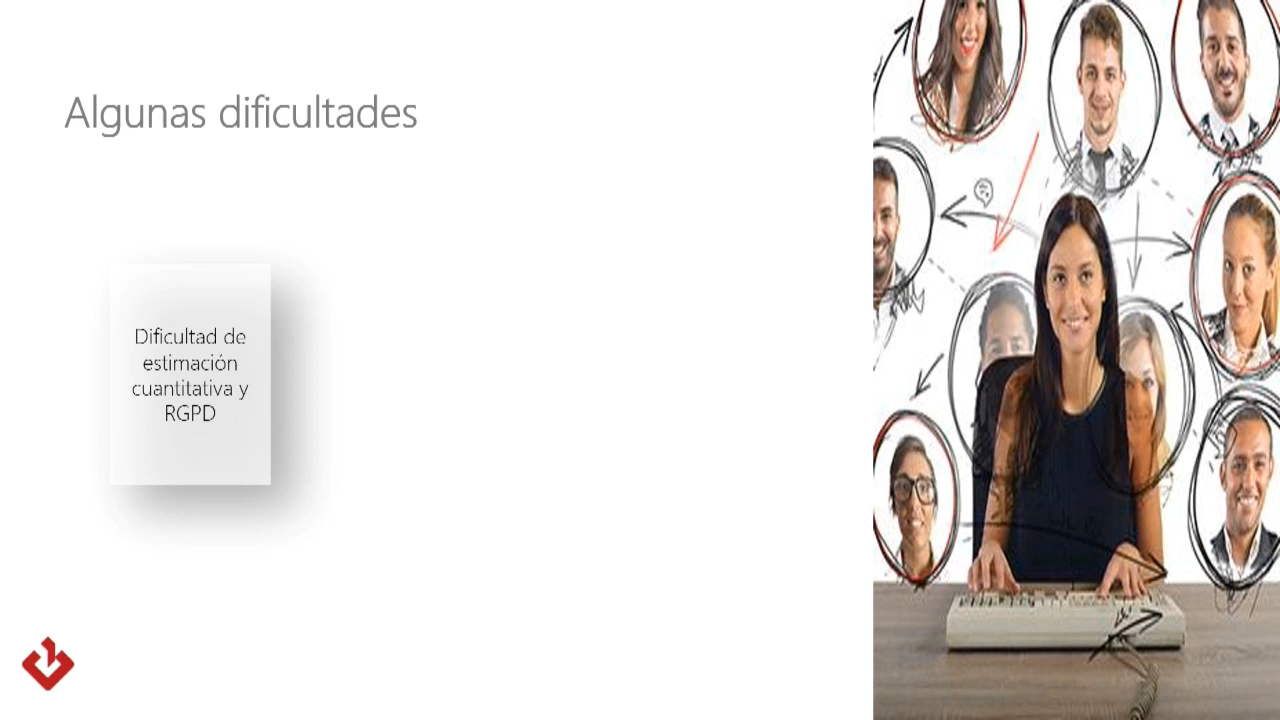 Algunas dificultades
Dificultad de
estimación
cuantitativa y
RGPD